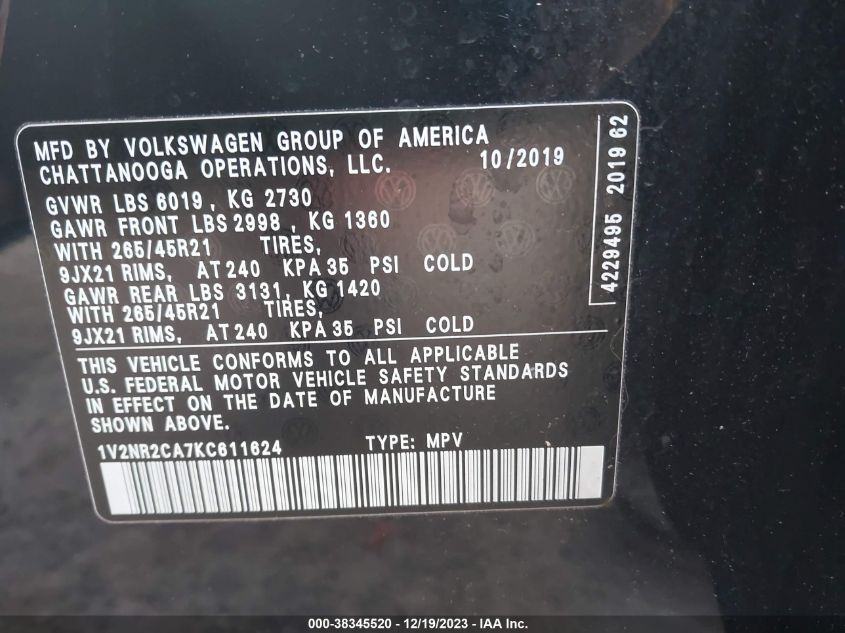 MFD BY VOLKSWAGEN GROUP OF AMERICA
CHATTANOOGA OPERATIONS, LLC. 10/2019
GVWR LBS 6019, KG 2730
GAWR FRONT LBS 2998, KG 1360
WITH 265/45R21 TIRES,
9JX21 RIMS, AT 240 KPA 35 PSI COLD
GAWR REAR LBS 3131, KG 1420
WITH 265/45R21 TIRES,
9JX21 RIMS, AT 240 KPA 35 PSI COLD
THIS VEHICLE CONFORMS TO ALL APPLICABLE
U.S. FEDERAL MOTOR VEHICLE SAFETY STANDARDS
IN EFFECT ON THE DATE OF MANUFACTURE
SHOWN ABOVE.
1V2NR2CA7KC611624 TYPE: MPV
4229495 2019 62
000-38345520 - 12/19/2023 - IAA Inc.